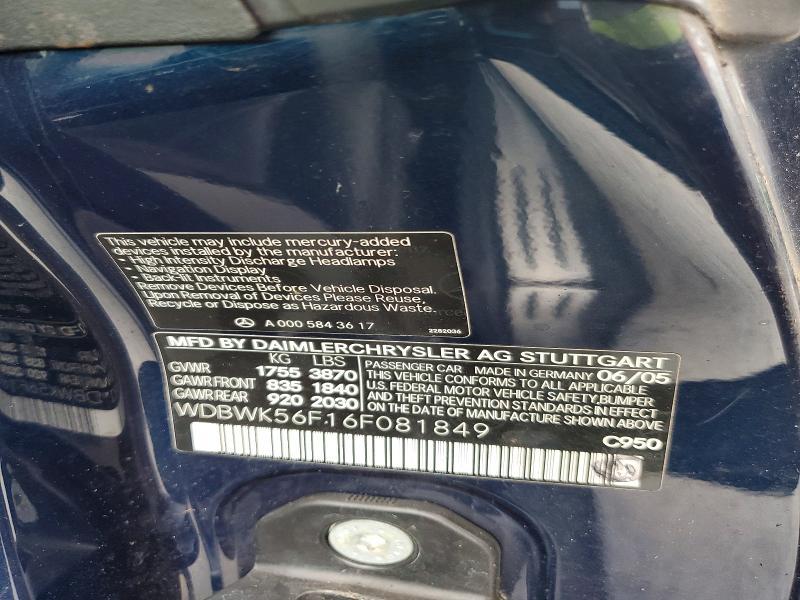 This vehicle may include mercury-added
devices installed by the manufacturer:
• High Intensity Discharge Headlamps
• Navigation Display
• Back-lit Instruments
Remove Devices Before Vehicle Disposal.
Upon Removal of Devices Please Reuse,
Recycle or Dispose as Hazardous Waste.
A 000 584 36 17
2282036
MFD BY DAIMLERCHRYSLER AG STUTTGART
KG LBS
GVWR 1755 3870
GAWR FRONT 835 1840
GAWR REAR 920 2030
PASSENGER CAR MADE IN GERMANY 06/05
THIS VEHICLE CONFORMS TO ALL APPLICABLE
U.S. FEDERAL MOTOR VEHICLE SAFETY,BUMPER
AND THEFT PREVENTION STANDARDS IN EFFECT
ON THE DATE OF MANUFACTURE SHOWN ABOVE
WDBWK56F16F081849
C950